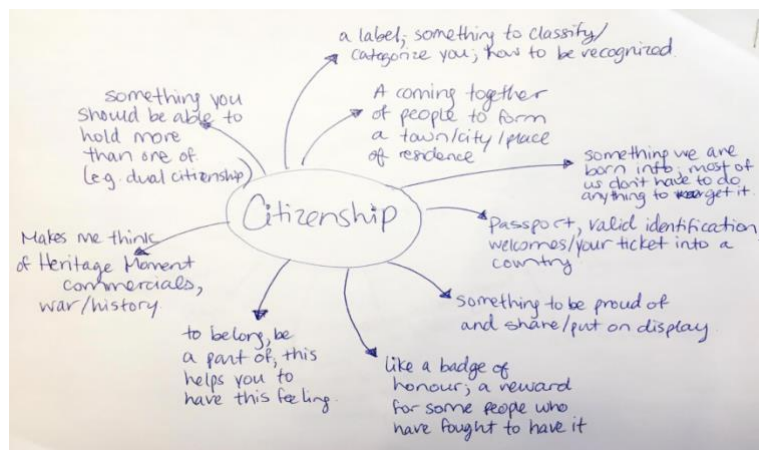 a label; something to classify/
categorize you; how to be recognized.
A coming together
of people to form
a town/city/place
of residence
something we are
born into, most of
us don't have to do
anything to get it.
Passport, valid identification
welcomes/your ticket into a
country
something to be proud of
and share/put on display.
like a badge of
honour; a reward
for some people who
have fought to have it
to belong, be
a part of; this
helps you to
have this feeling.
Makes me think
of Heritage Moment
commercials,
war/history.
something you
should be able to
hold more
than one of.
(e.g. dual citizenship)
Citizenship